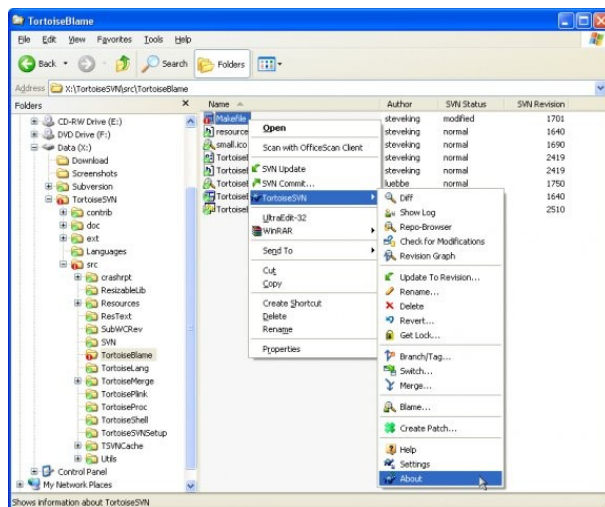 TortoiseBlame
File Edit View Favorites Tools Help
Back Search Folders
Address X:\TortoiseSVN\src\TortoiseBlame
Folders
CD-RW Drive (E:)
DVD Drive (F:)
Data (X:)
Download
Screenshots
Subversion
TortoiseSVN
contrib
doc
ext
Languages
src
crashrpt
ResizableLib
Resources
ResText
SubWCRev
SVN
TortoiseBlame
TortoiseLang
TortoiseMerge
TortoisePlink
TortoiseProc
TortoiseShell
TortoiseSVNSetup
TSVNCache
Utils
Control Panel
My Network Places
Name Author SVN Status SVN Revision
Makefile steveking modified 1701
resource steveking normal 1640
small.ico steveking normal 1690
Tortoise steveking normal 2419
Tortoise steveking normal 2419
Tortoise luebbe normal 1750
Tortoise 1640
Tortoise 2510
Open
Scan with OfficeScan Client
SVN Update
SVN Commit...
TortoiseSVN
UltraEdit-32
WinRAR
Send To
Cut
Copy
Create Shortcut
Delete
Rename
Properties
Diff
Show Log
Repo-Browser
Check for Modifications
Revision Graph
Update To Revision...
Rename...
Delete
Revert...
Get Lock...
Branch/Tag...
Switch...
Merge...
Blame...
Create Patch...
Help
Settings
About
Shows information about TortoiseSVN